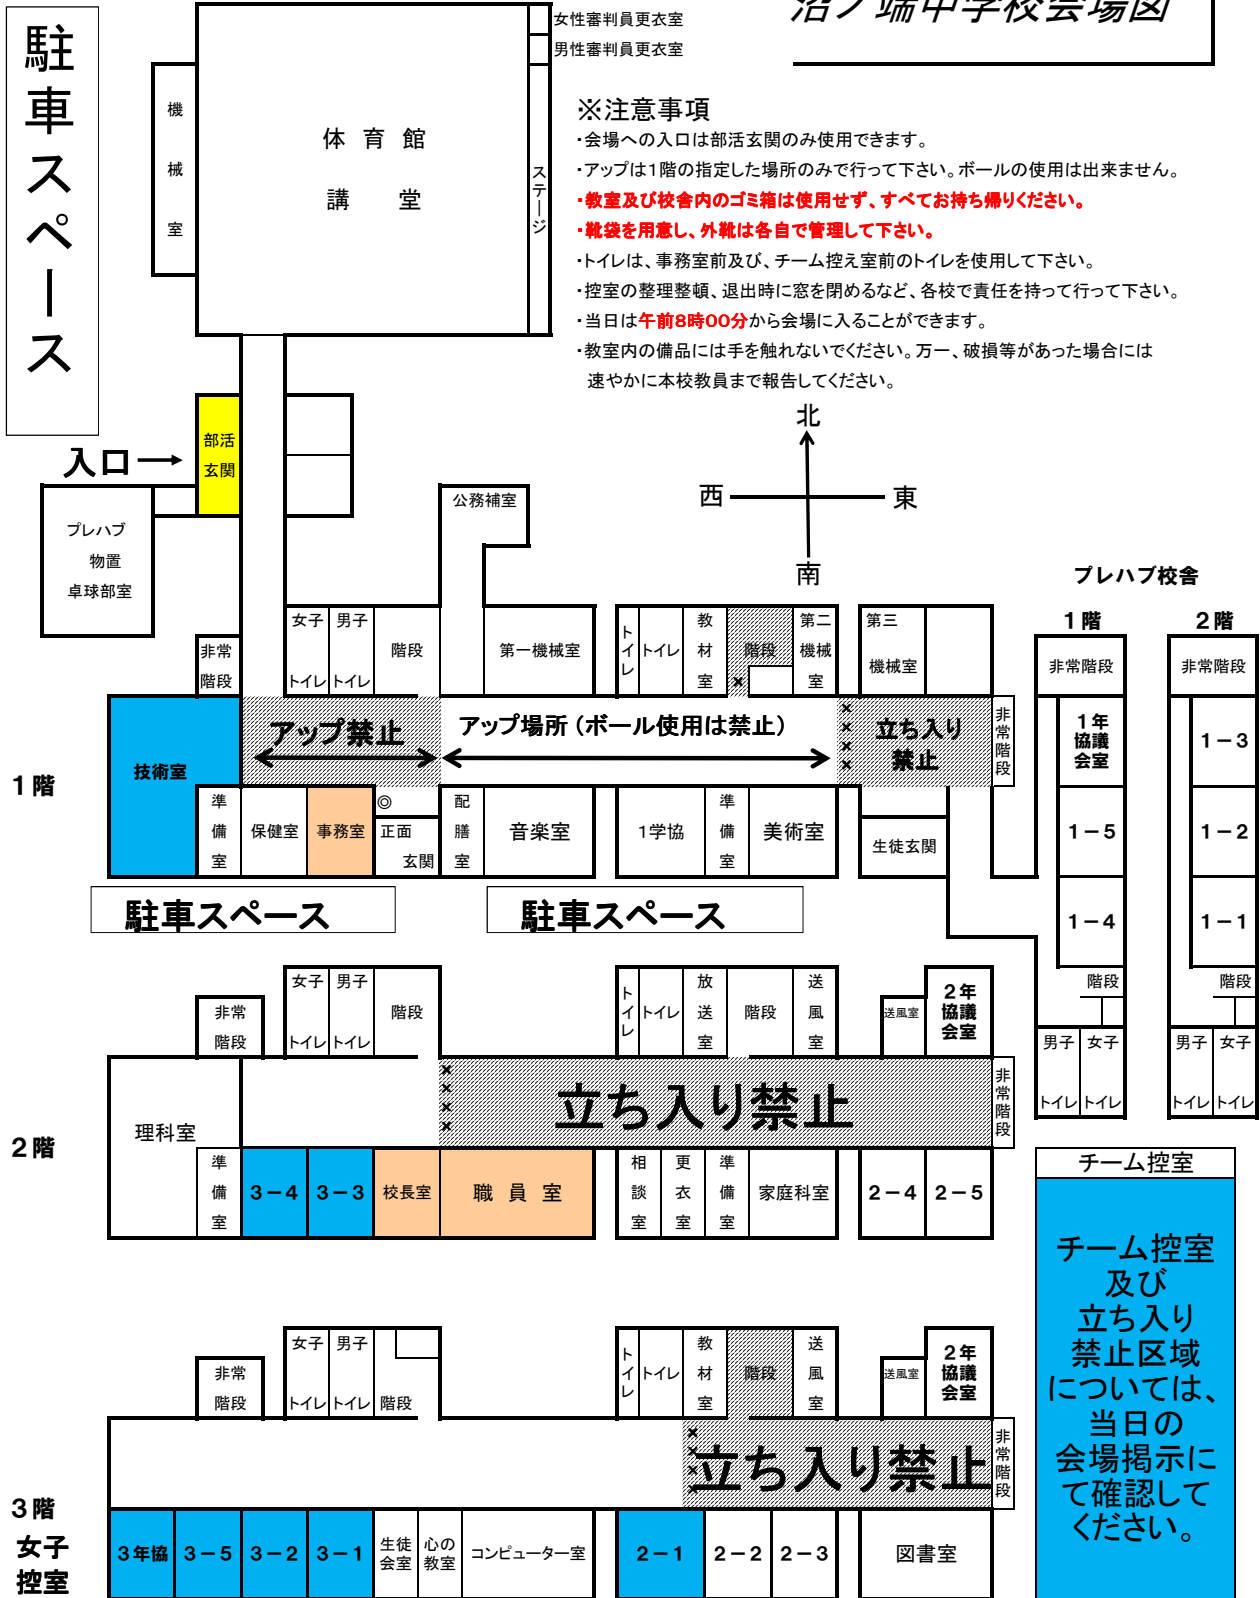 沼ノ端中学校会場図
駐車スペース
女性審判員更衣室
男性審判員更衣室
機械室
体育館
講堂
ステージ
※注意事項
・会場への入口は部活玄関のみ使用できます。
・アップは1階の指定した場所のみで行って下さい。ボールの使用は出来ません。
・教室及び校舎内のゴミ箱は使用せず、すべてお持ち帰りください。
・靴袋を用意し、外靴は各自で管理して下さい。
・トイレは、事務室前及び、チーム控え室前のトイレを使用して下さい。
・控室の整理整頓、退出時に窓を閉めるなど、各校で責任を持って行って下さい。
・当日は午前8時00分から会場に入ることができます。
・教室内の備品には手を触れないでください。万一、破損等があった場合には
速やかに本校教員まで報告してください。
入口
部活
玄関
北
西
東
南
プレハブ
物置
卓球部室
公務補室
プレハブ校舎
1階
2階
非常
階段
女子
トイレ
男子
トイレ
階段
第一機械室
トイレ
トイレ
教材室
階段
×
第二
機械
室
第三
機械室
非常階段
非常階段
アップ禁止
アップ場所(ボール使用は禁止)
××××
立ち入り
禁止
非常階段
1年
協議
会室
1-3
1階
技術室
準備室
保健室
事務室
◎
正面
玄関
配膳室
音楽室
1学協
準備室
美術室
生徒玄関
1-5
1-2
1-4
1-1
駐車スペース
駐車スペース
階段
階段
男子
トイレ
女子
トイレ
男子
トイレ
女子
トイレ
非常
階段
女子
トイレ
男子
トイレ
階段
トイレ
トイレ
放送室
階段
送風室
送風室
2年
協議
会室
××××
立ち入り禁止
非常階段
2階
理科室
準備室
3-4
3-3
校長室
職員室
相談室
更衣室
準備室
家庭科室
2-4
2-5
チーム控室
チーム控室
及び
立ち入り
禁止区域
については、
当日の
会場掲示に
て確認して
ください。
非常
階段
女子
トイレ
男子
トイレ
階段
トイレ
トイレ
教材室
階段
送風室
送風室
2年
協議
会室
××××
立ち入り禁止
非常階段
3階
女子
控室
3年協
3-5
3-2
3-1
生徒
会室
心の
教室
コンピューター室
2-1
2-2
2-3
図書室